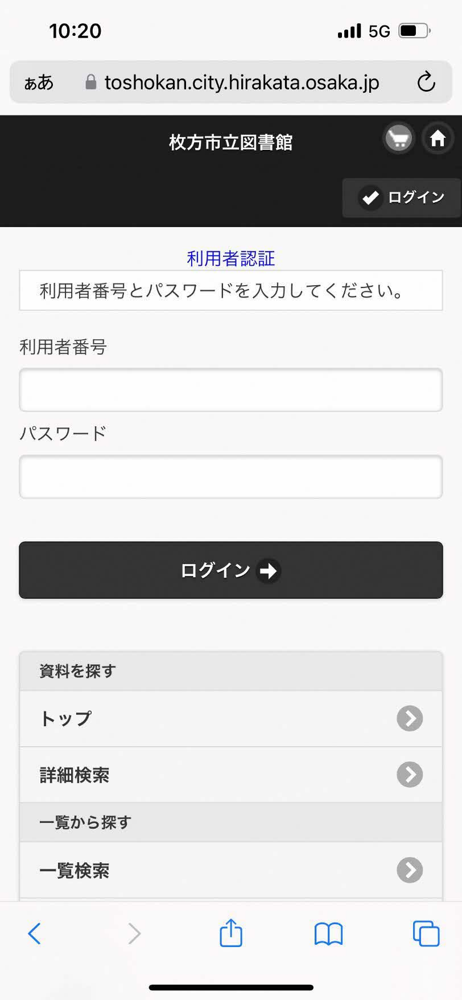 10:20 5G
ぁあ toshokan.city.hirakata.osaka.jp
枚方市立図書館
ログイン
利用者認証
利用者番号とパスワードを入力してください。
利用者番号
パスワード
ログイン
資料を探す
トップ
詳細検索
一覧から探す
一覧検索